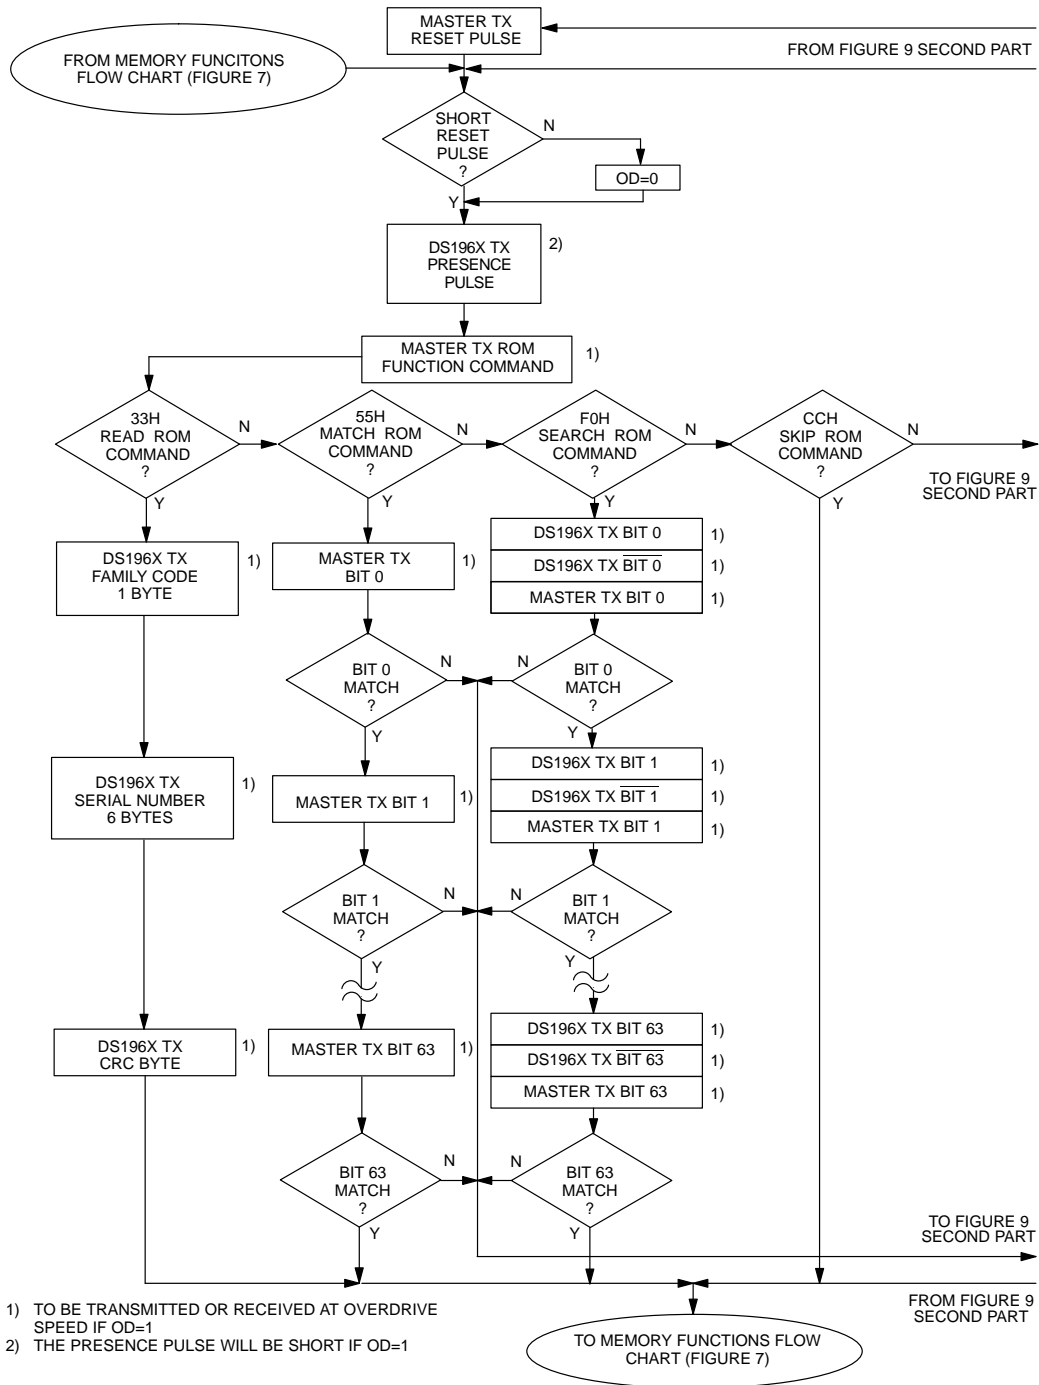 MASTER TX
RESET PULSE
FROM FIGURE 9 SECOND PART
FROM MEMORY FUNCITONS
FLOW CHART (FIGURE 7)
SHORT
RESET
PULSE
?
N
OD=0
Y
DS196X TX
PRESENCE
PULSE
2)
MASTER TX ROM
FUNCTION COMMAND
1)
33H
READ ROM
COMMAND
?
N
Y
55H
MATCH ROM
COMMAND
?
N
Y
F0H
SEARCH ROM
COMMAND
?
N
Y
CCH
SKIP ROM
COMMAND
?
N
Y
TO FIGURE 9
SECOND PART
DS196X TX
FAMILY CODE
1 BYTE
1)
MASTER TX
BIT 0
1)
DS196X TX BIT 0
1)
DS196X TX B̅I̅T̅ ̅0̅
1)
MASTER TX BIT 0
1)
BIT 0
MATCH
?
N
Y
N
BIT 0
MATCH
?
Y
DS196X TX
SERIAL NUMBER
6 BYTES
1)
MASTER TX BIT 1
1)
DS196X TX BIT 1
1)
DS196X TX B̅I̅T̅ ̅1̅
1)
MASTER TX BIT 1
1)
BIT 1
MATCH
?
N
Y
N
BIT 1
MATCH
?
Y
DS196X TX
CRC BYTE
1)
MASTER TX BIT 63
1)
DS196X TX BIT 63
1)
DS196X TX B̅I̅T̅ ̅6̅3̅
1)
MASTER TX BIT 63
1)
BIT 63
MATCH
?
N
Y
N
BIT 63
MATCH
?
Y
TO FIGURE 9
SECOND PART
FROM FIGURE 9
SECOND PART
1) TO BE TRANSMITTED OR RECEIVED AT OVERDRIVE
SPEED IF OD=1
2) THE PRESENCE PULSE WILL BE SHORT IF OD=1
TO MEMORY FUNCTIONS FLOW
CHART (FIGURE 7)